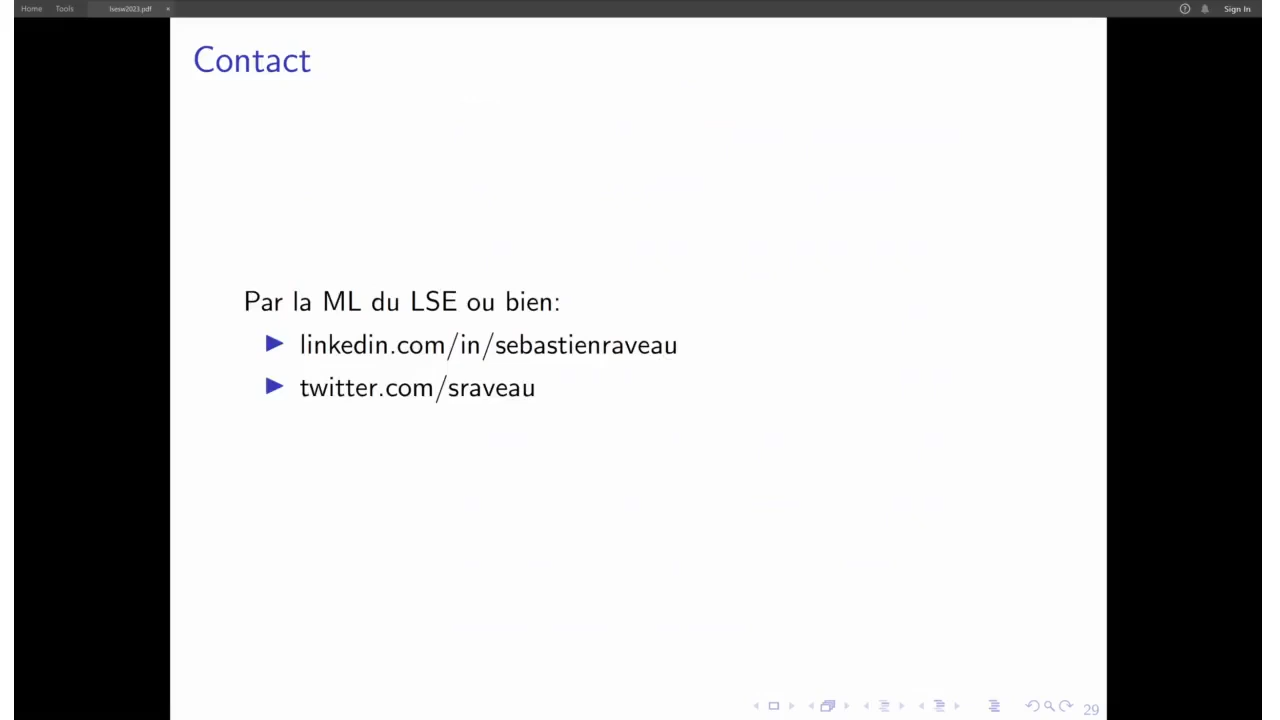 Home Tools lsesw2023.pdf × Sign In
Contact
Par la ML du LSE ou bien:
linkedin.com/in/sebastienraveau
twitter.com/sraveau
29